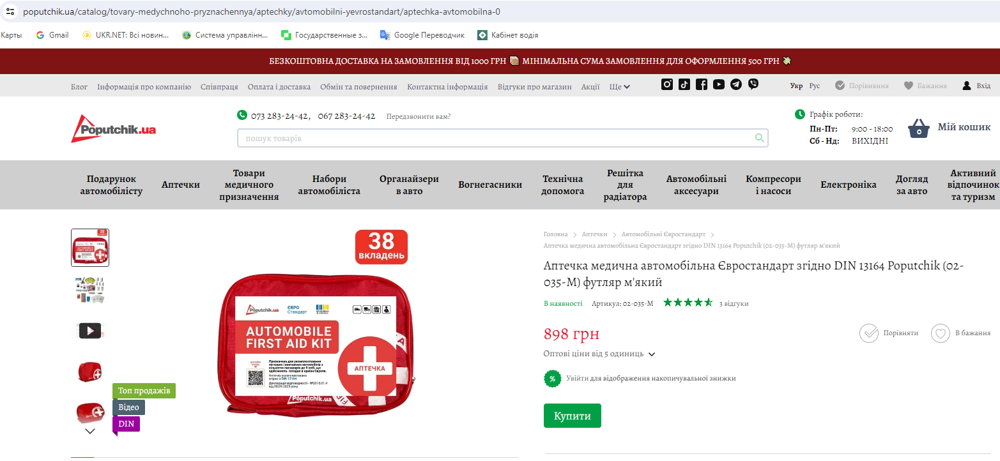 poputchik.ua/catalog/tovary-medychnoho-pryznachennya/aptechky/avtomobilni-yevrostandart/aptechka-avtomobilna-0
Карты Gmail UKR.NET: Всі новин... Система управлінн... Государственные з... Google Переводчик Кабінет водія
БЕЗКОШТОВНА ДОСТАВКА НА ЗАМОВЛЕННЯ ВІД 1000 ГРН 📦 МІНІМАЛЬНА СУМА ЗАМОВЛЕННЯ ДЛЯ ОФОРМЛЕННЯ 500 ГРН 💸
Блог Інформація про компанію Співпраця Оплата і доставка Обмін та повернення Контактна інформація Відгуки про магазин Акції Ще Укр Рус Порівняння Бажання Вхід
Poputchik.ua
073 283-24-42, 067 283-24-42 Передзвонити вам?
пошук товарів
Графік роботи:
Пн-Пт: 9:00 - 18:00
Сб - Нд: ВИХІДНІ
0
Мій кошик
Подарунок
автомобілісту
Аптечки
Товари
медичного
призначення
Набори
автомобіліста
Органайзери
в авто
Вогнегасники
Технічна
допомога
Решітка
для
радіатора
Автомобільні
аксесуари
Компресори
і насоси
Електроніка
Догляд
за авто
Активний
відпочинок
та туризм
38
вкладень
Poputchik.ua
ЄВРО
Стандарт
ЗРОБЛЕНО
В УКРАЇНІ
AUTOMOBILE
FIRST AID KIT
АПТЕЧКА
Призначена для укомплектування
легкових і вантажних автомобілів з
кількістю пасажирів до 9 осіб, що
здійснюють поїздки в країни Європи.
Аптечку укомплектовано
згідно з DIN 13164
Декларація відповідності - №2018.01.4
від 08.09.2023 року.
Poputchik.ua
Топ продажів
Відео
DIN
Головна Аптечки Автомобільні Євростандарт
Аптечка медична автомобільна Євростандарт згідно DIN 13164 Poputchik (02-035-М) футляр м'який
Аптечка медична автомобільна Євростандарт згідно DIN 13164 Poputchik (02-
035-М) футляр м'який
В наявності Артикул: 02-035-М 3 відгуки
898 грн
Порівняти В бажання
Оптові ціни від 5 одиниць
% Увійти для відображення накопичувальної знижки
Купити